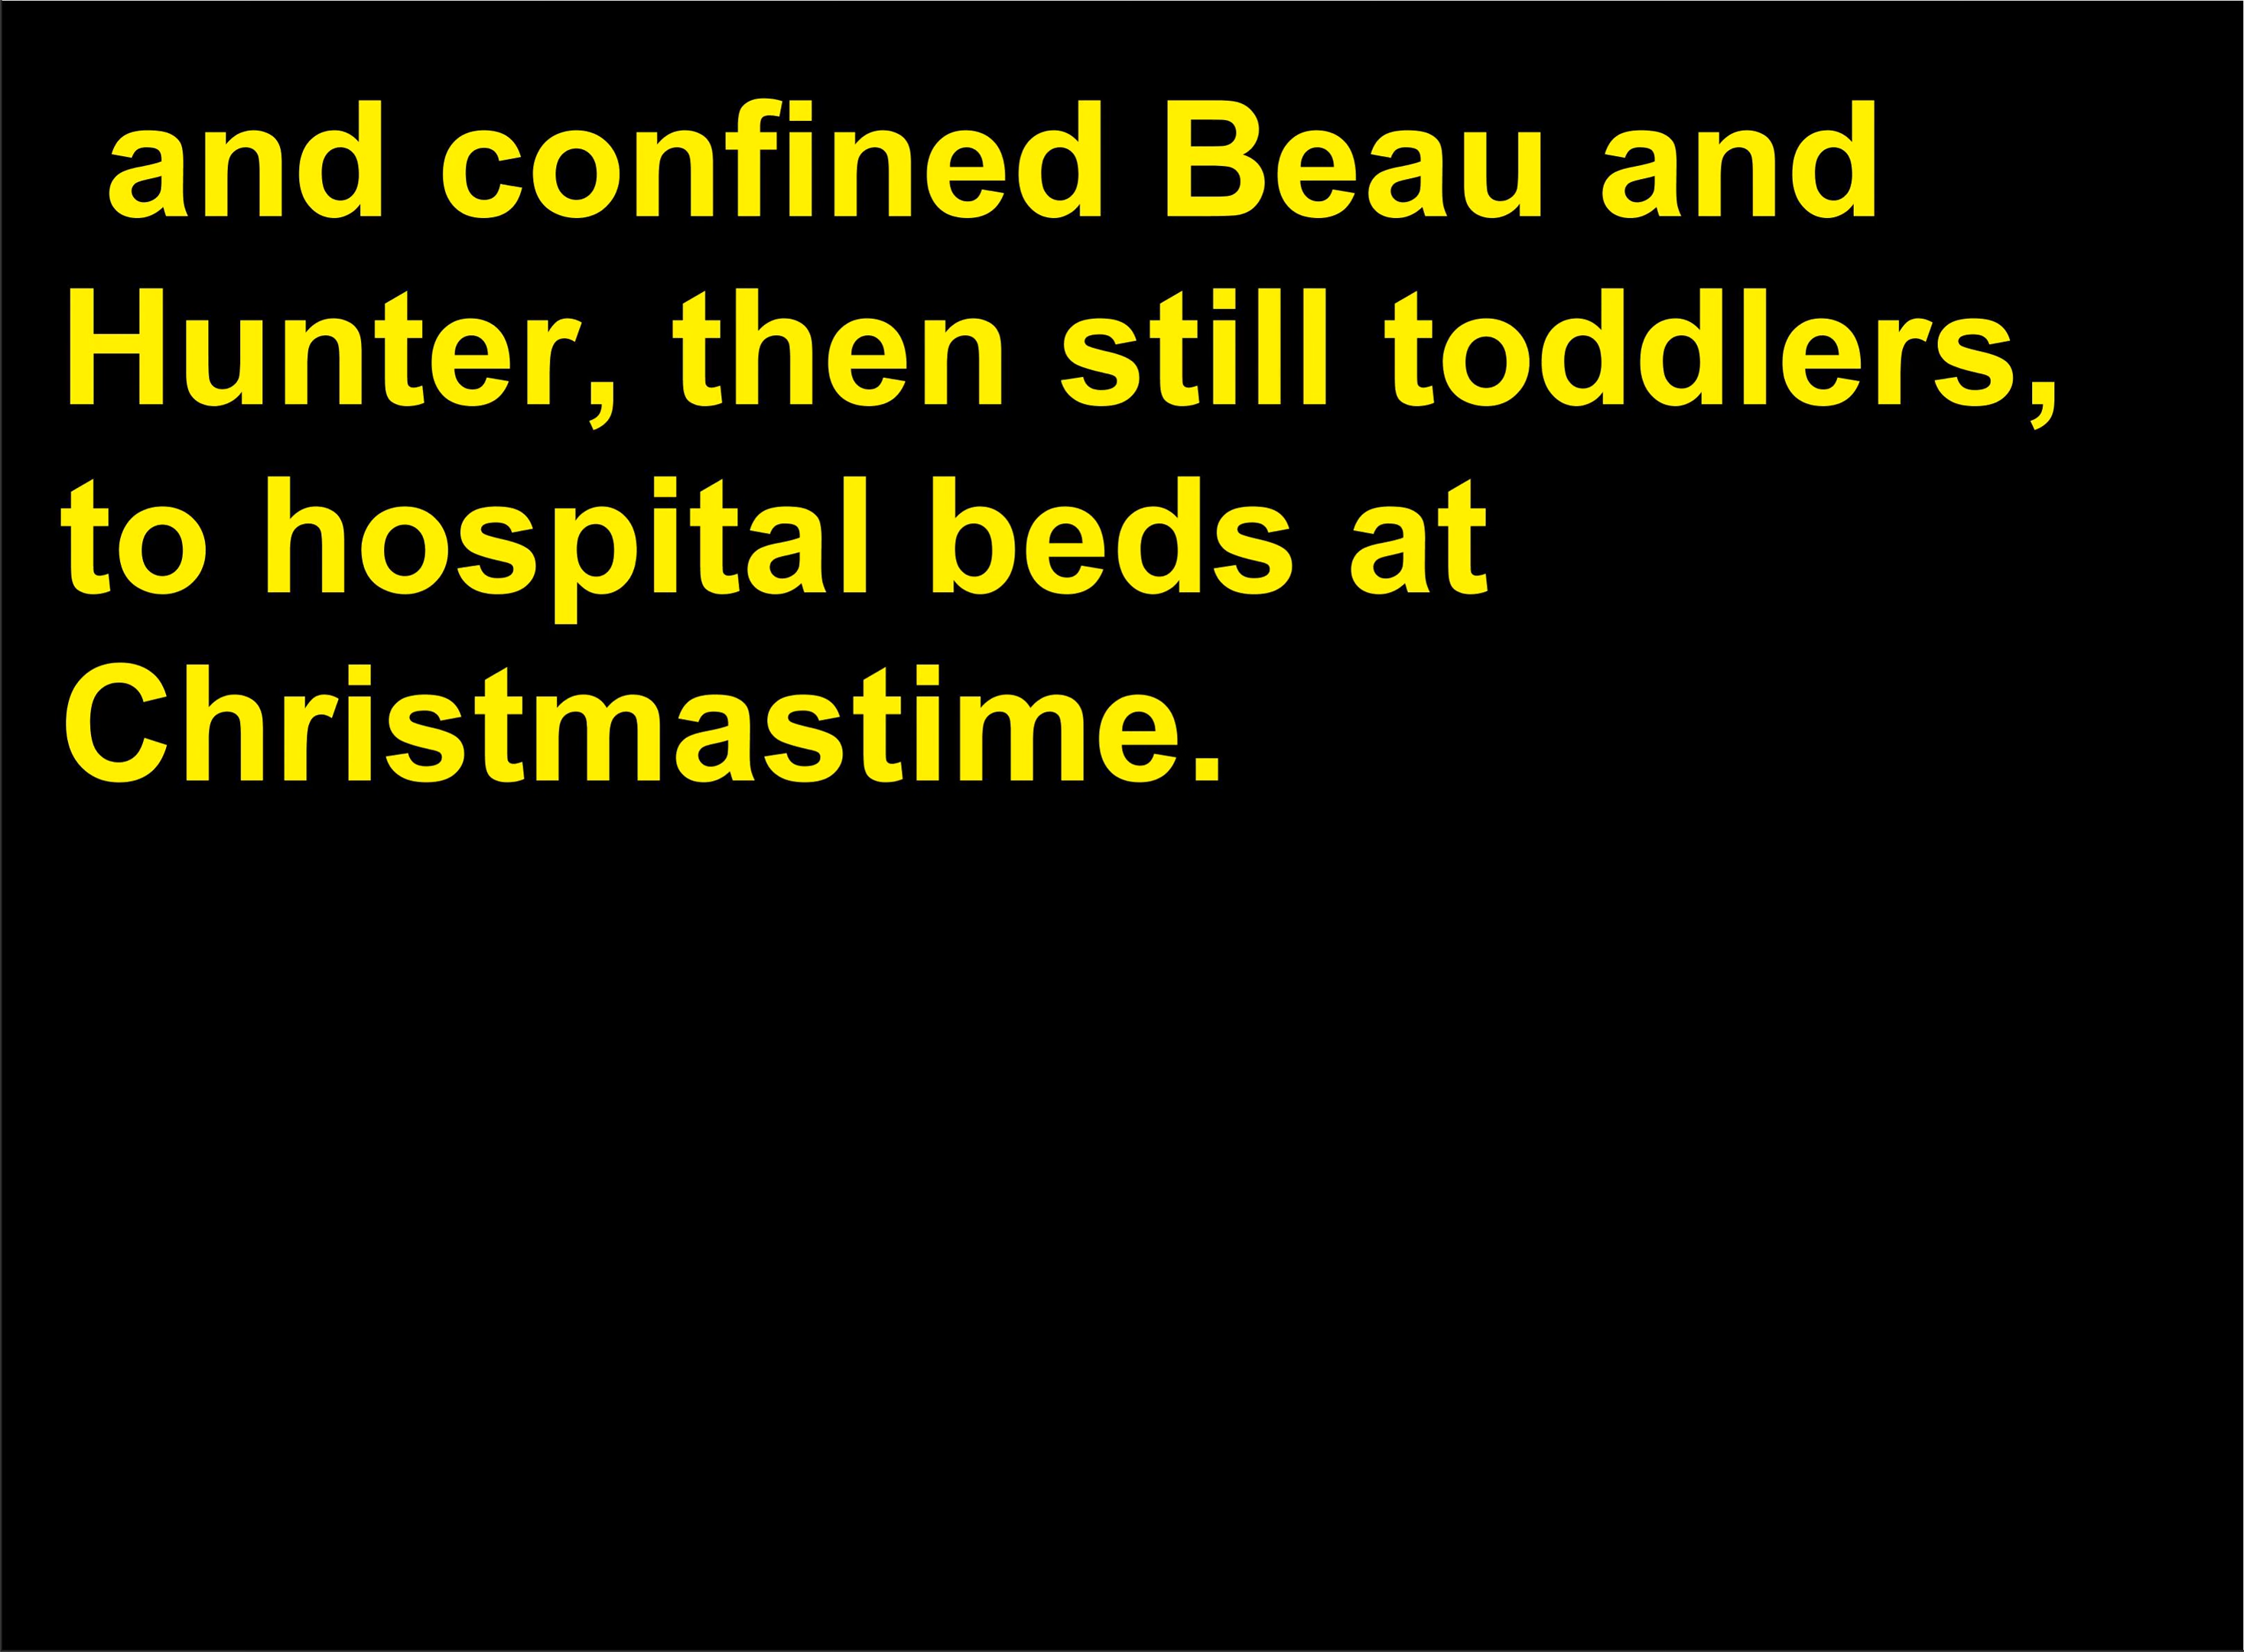 and confined Beau and
Hunter, then still toddlers,
to hospital beds at
Christmastime.